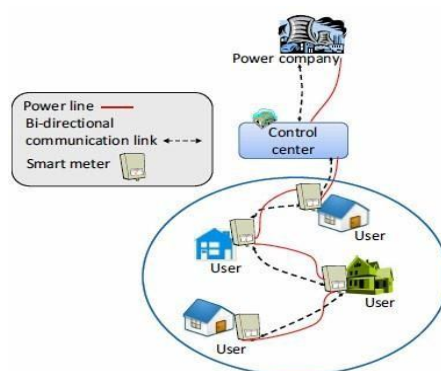 Power company
Power line
Bi-directional
communication link
Smart meter
Control
center
User
User
User
User